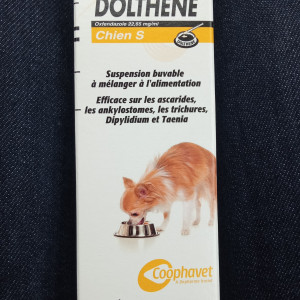 DOLTHENE
Oxfendazole 22,65 mg/ml
Chien S
DOLTHENE
Suspension buvable
à mélanger à l'alimentation
Efficace sur les ascarides,
les ankylostomes, les trichures,
Dipylidium et Taenia
Coophavet